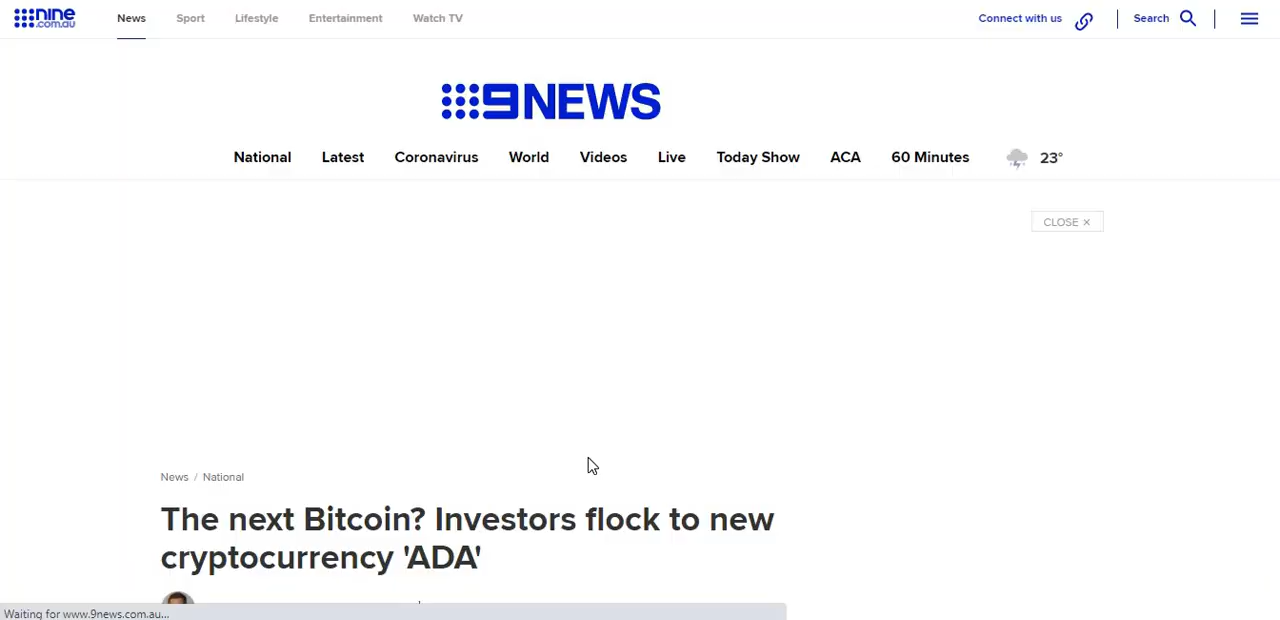 nine
.com.au
News Sport Lifestyle Entertainment Watch TV Connect with us Search
9NEWS
National Latest Coronavirus World Videos Live Today Show ACA 60 Minutes 23°
CLOSE ×
News / National
The next Bitcoin? Investors flock to new
cryptocurrency 'ADA'
Waiting for www.9news.com.au...